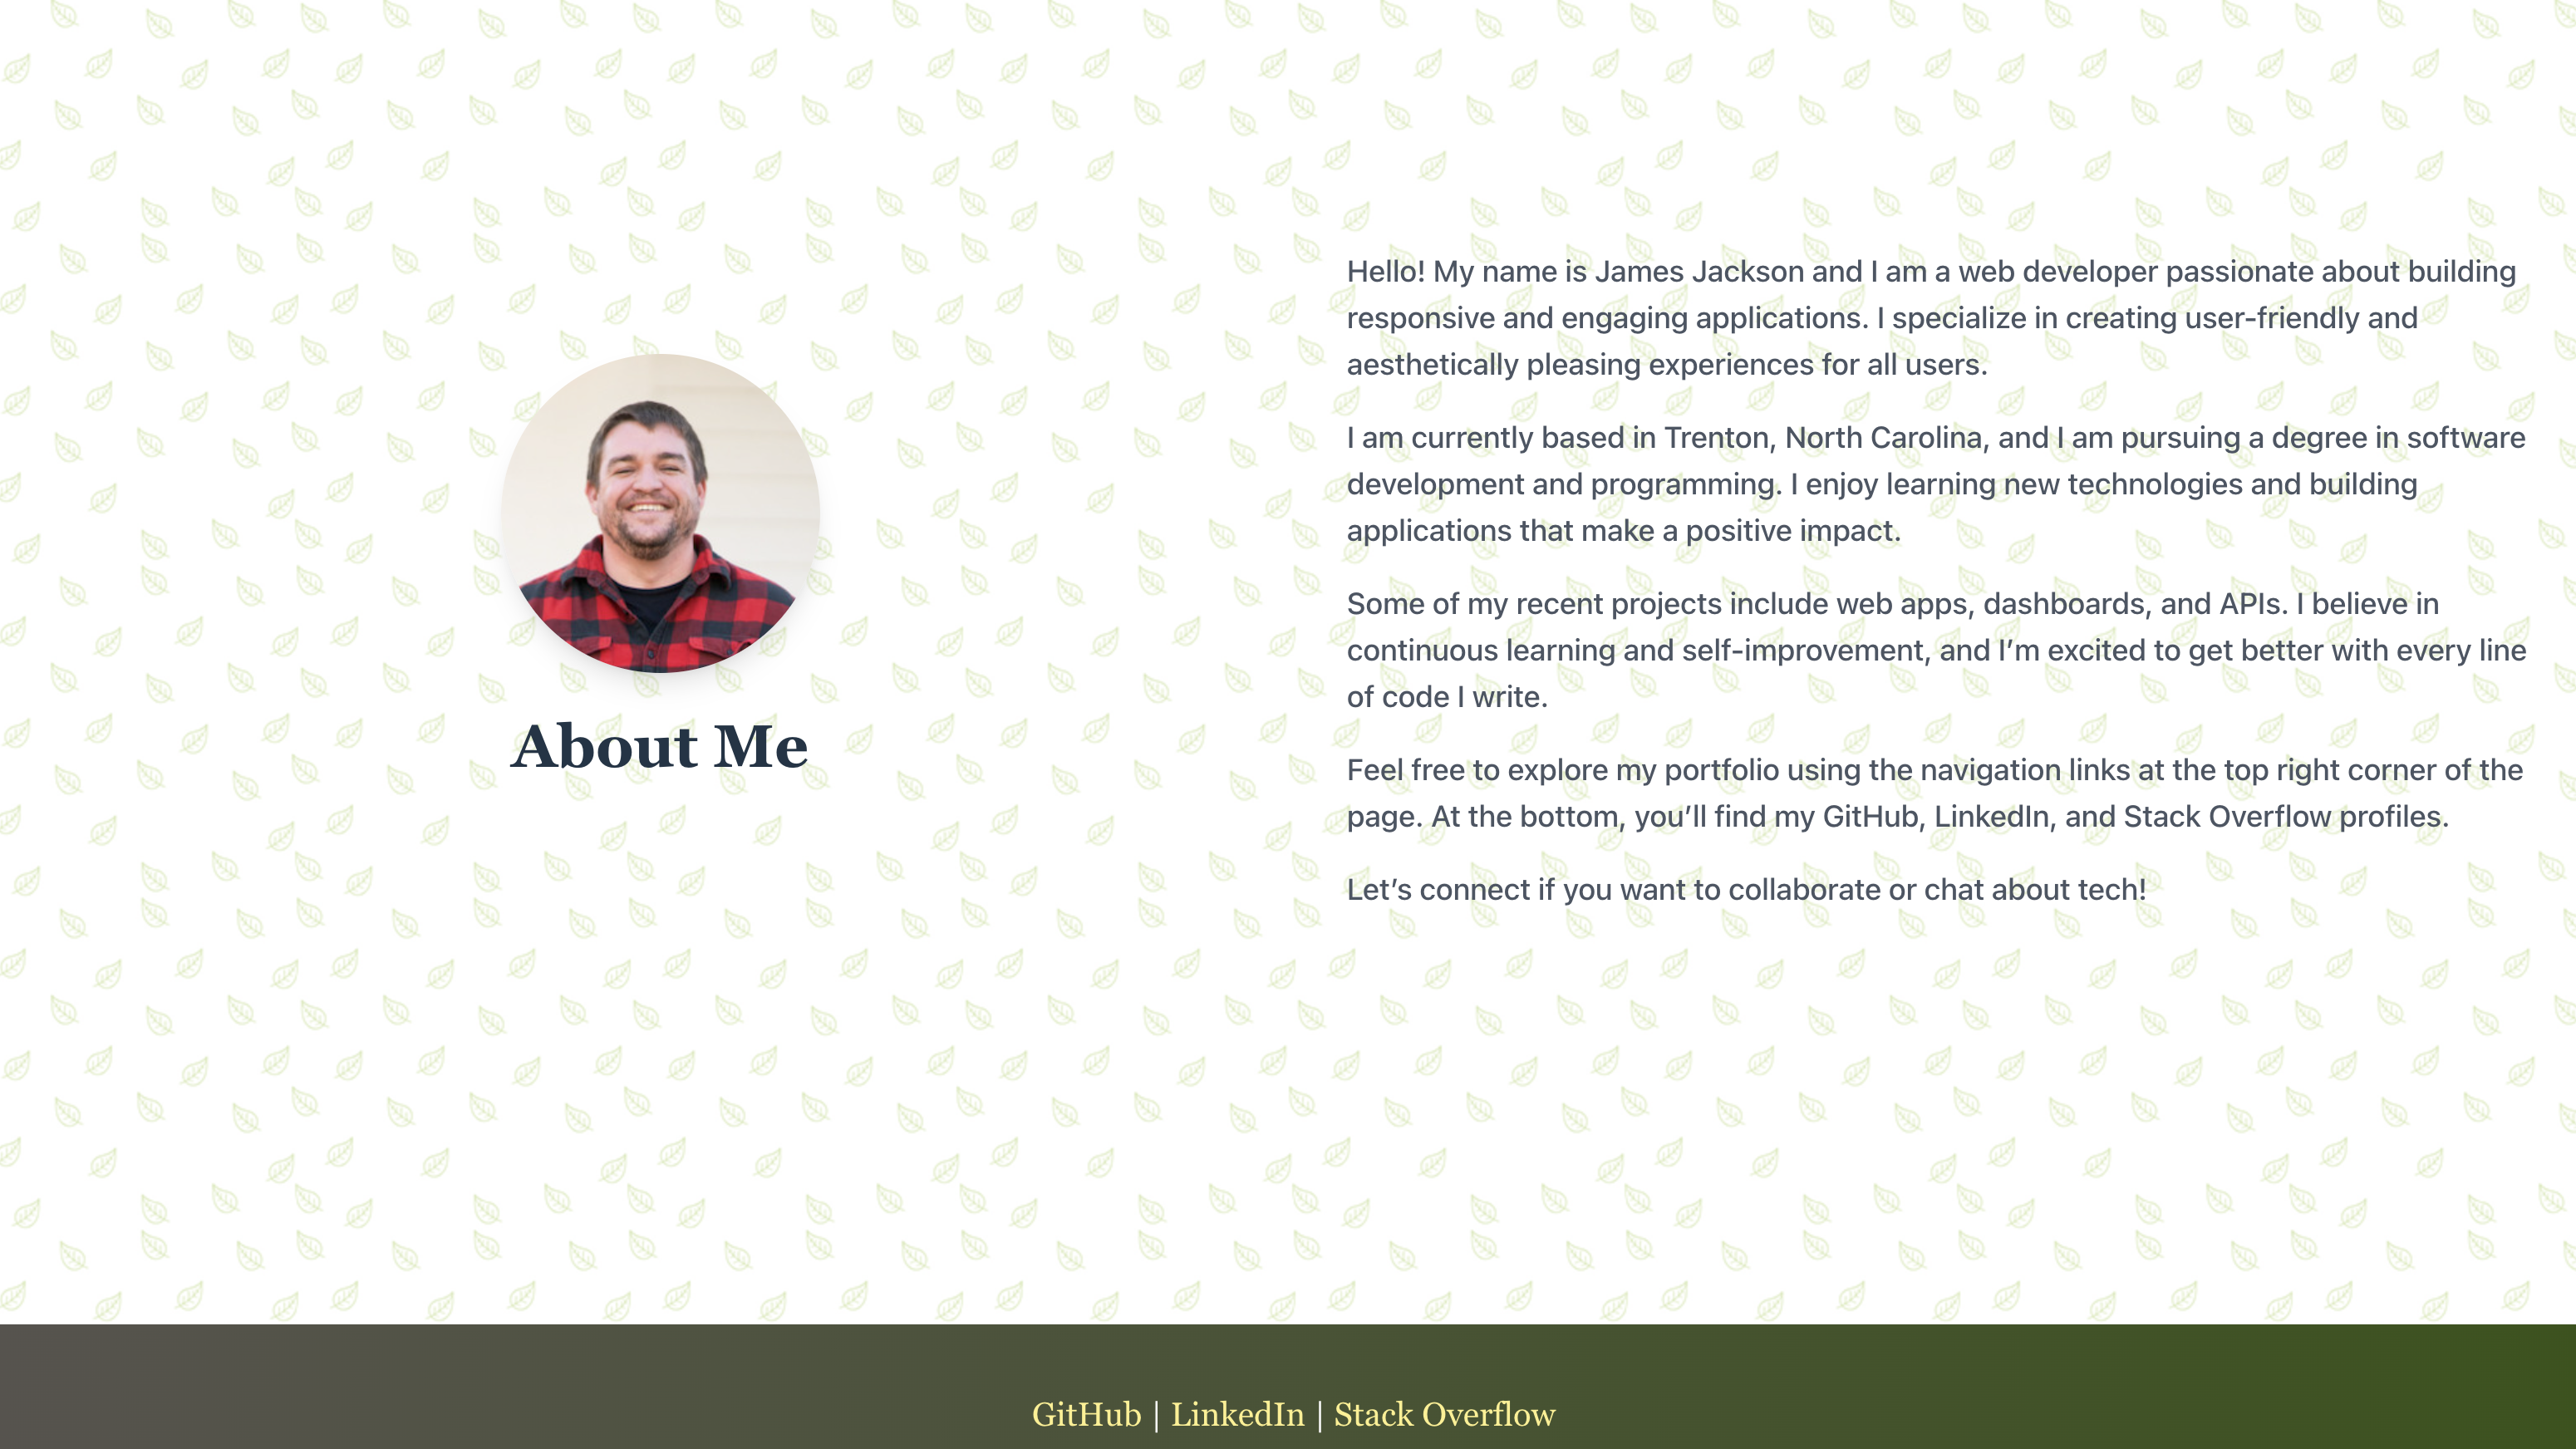 About Me
Hello! My name is James Jackson and I am a web developer passionate about building
responsive and engaging applications. I specialize in creating user-friendly and
aesthetically pleasing experiences for all users.
I am currently based in Trenton, North Carolina, and I am pursuing a degree in software
development and programming. I enjoy learning new technologies and building
applications that make a positive impact.
Some of my recent projects include web apps, dashboards, and APIs. I believe in
continuous learning and self-improvement, and I’m excited to get better with every line
of code I write.
Feel free to explore my portfolio using the navigation links at the top right corner of the
page. At the bottom, you’ll find my GitHub, LinkedIn, and Stack Overflow profiles.
Let’s connect if you want to collaborate or chat about tech!
GitHub | LinkedIn | Stack Overflow